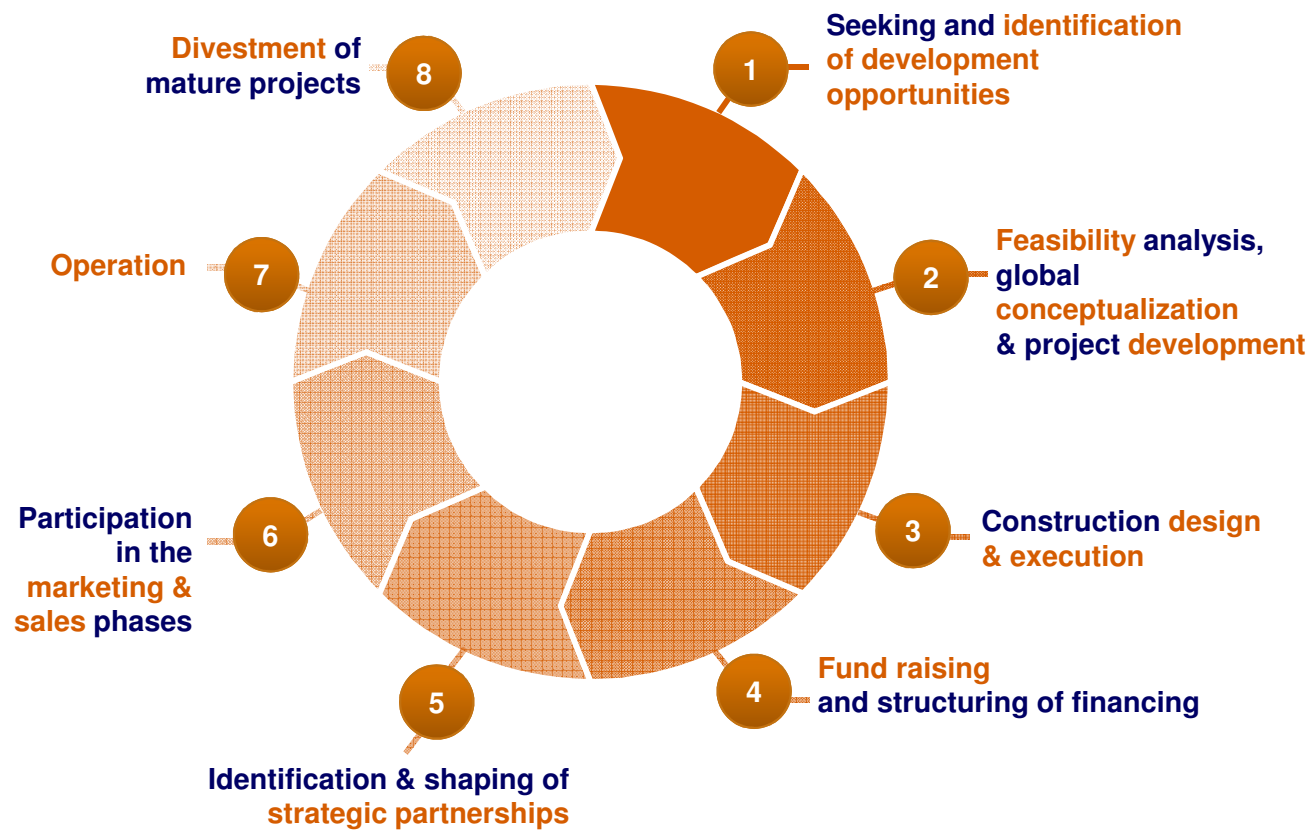 1
Seeking and identification
of development
opportunities
2
Feasibility analysis,
global
conceptualization
& project development
3
Construction design
& execution
4
Fund raising
and structuring of financing
5
Identification & shaping of
strategic partnerships
6
Participation
in the
marketing &
sales phases
7
Operation
8
Divestment of
mature projects